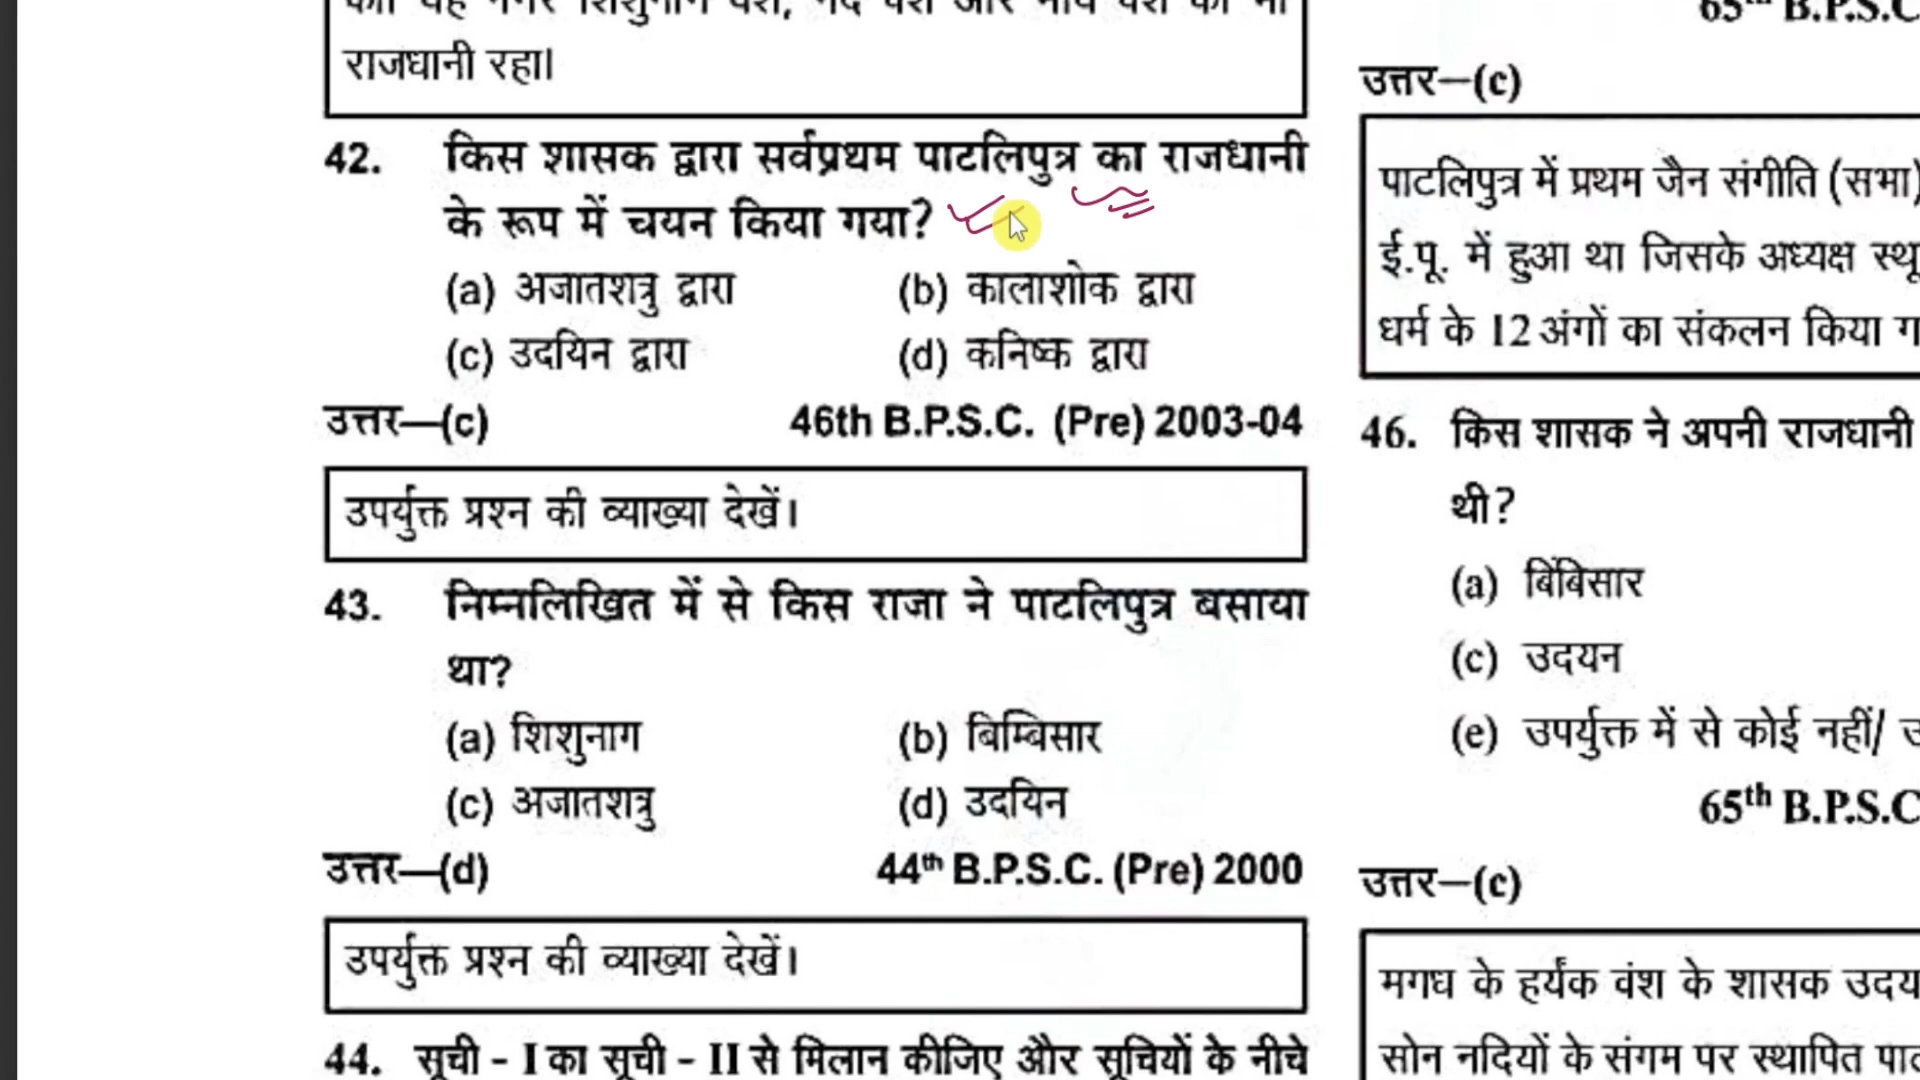 राजधानी रहा।
42. किस शासक द्वारा सर्वप्रथम पाटलिपुत्र का राजधानी
के रूप में चयन किया गया?
(a) अजातशत्रु द्वारा (b) कालाशोक द्वारा
(c) उदयिन द्वारा (d) कनिष्क द्वारा
उत्तर—(c) 46th B.P.S.C. (Pre) 2003-04
उपर्युक्त प्रश्न की व्याख्या देखें।
43. निम्नलिखित में से किस राजा ने पाटलिपुत्र बसाया
था?
(a) शिशुनाग (b) बिम्बिसार
(c) अजातशत्रु (d) उदयिन
उत्तर—(d) 44th B.P.S.C. (Pre) 2000
उपर्युक्त प्रश्न की व्याख्या देखें।
44. सूची - I का सूची - II से मिलान कीजिए और सूचियों के नीचे
65th B.P.S.C
उत्तर—(c)
पाटलिपुत्र में प्रथम जैन संगीति (सभा)
ई.पू. में हुआ था जिसके अध्यक्ष
धर्म के 12 अंगों का संकलन किया
46. किस शासक ने अपनी राजधानी
थी?
(a) बिंबिसार
(c) उदयन
(e) उपर्युक्त में से कोई नहीं/
65th B.P.S.C
उत्तर—(c)
मगध के हर्यंक वंश के शासक
सोन नदियों के संगम पर स्थापित